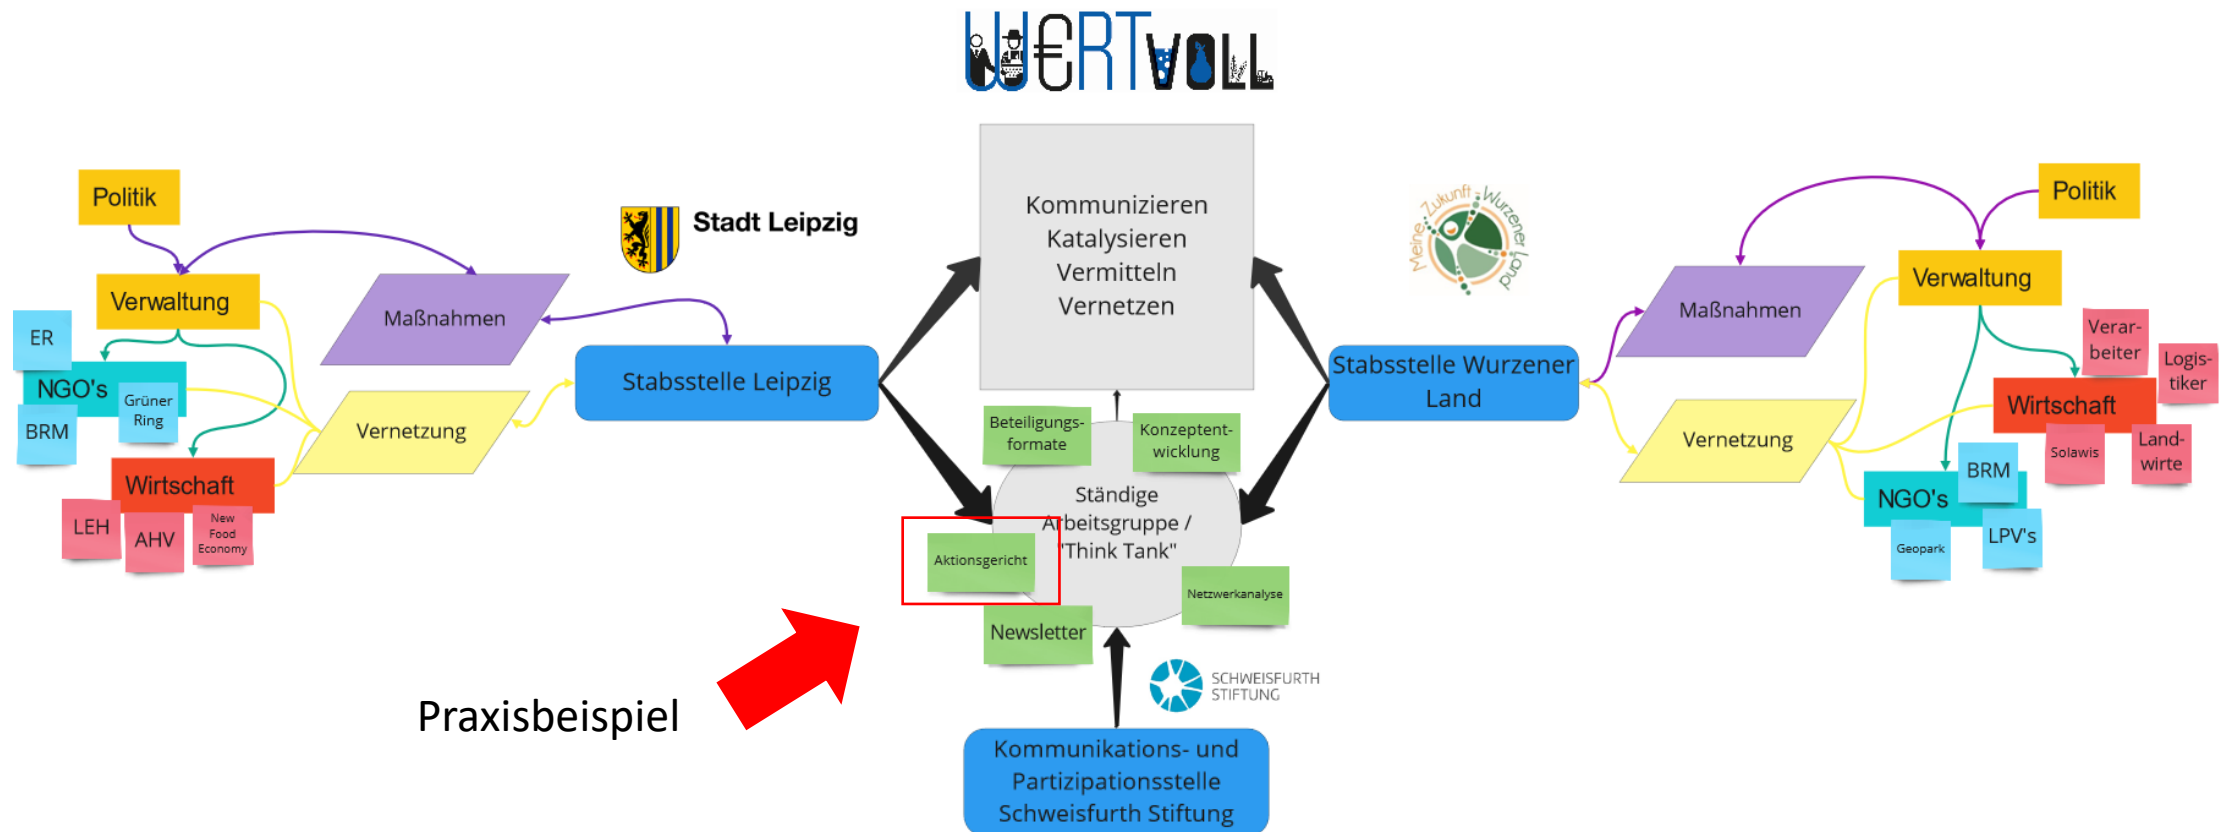 W€RTVOLL
Politik
Verwaltung
ER
NGO's
Grüner
Ring
BRM
Wirtschaft
LEH
AHV
New
Food
Economy
Maßnahmen
Vernetzung
Stadt Leipzig
Stabsstelle Leipzig
Kommunizieren
Katalysieren
Vermitteln
Vernetzen
Beteiligungs-
formate
Konzeptent-
wicklung
Ständige
Arbeitsgruppe /
"Think Tank"
Aktionsgericht
Netzwerkanalyse
Newsletter
SCHWEISFURTH
STIFTUNG
Praxisbeispiel
Kommunikations- und
Partizipationsstelle
Schweisfurth Stiftung
Meine Zukunft - Wurzener Land
Stabsstelle Wurzener
Land
Maßnahmen
Vernetzung
Politik
Verwaltung
Verar-
beiter
Logis-
tiker
Wirtschaft
Solawis
Land-
wirte
BRM
NGO's
Geopark
LPV's